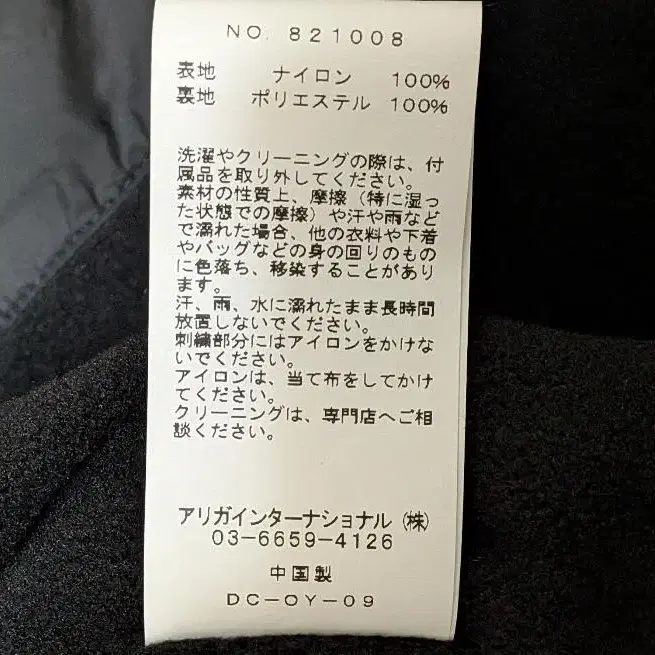 NO. 821008
表地 ナイロン 100%
裏地 ポリエステル 100%
洗濯やクリーニングの際は、付
属品を取り外してください。
素材の性質上、摩擦（特に湿っ
た状態での摩擦）や汗や雨など
で濡れた場合、他の衣料や下着
やバッグなどの身の回りのもの
に色落ち、移染することがあり
ます。
汗、雨、水に濡れたまま長時間
放置しないでください。
刺繍部分にはアイロンをかけな
いでください。
アイロンは、当て布をしてかけ
てください。
クリーニングは、専門店へご相
談ください。
アリガインターナショナル（株）
03-6659-4126
中国製
DC-OY-09